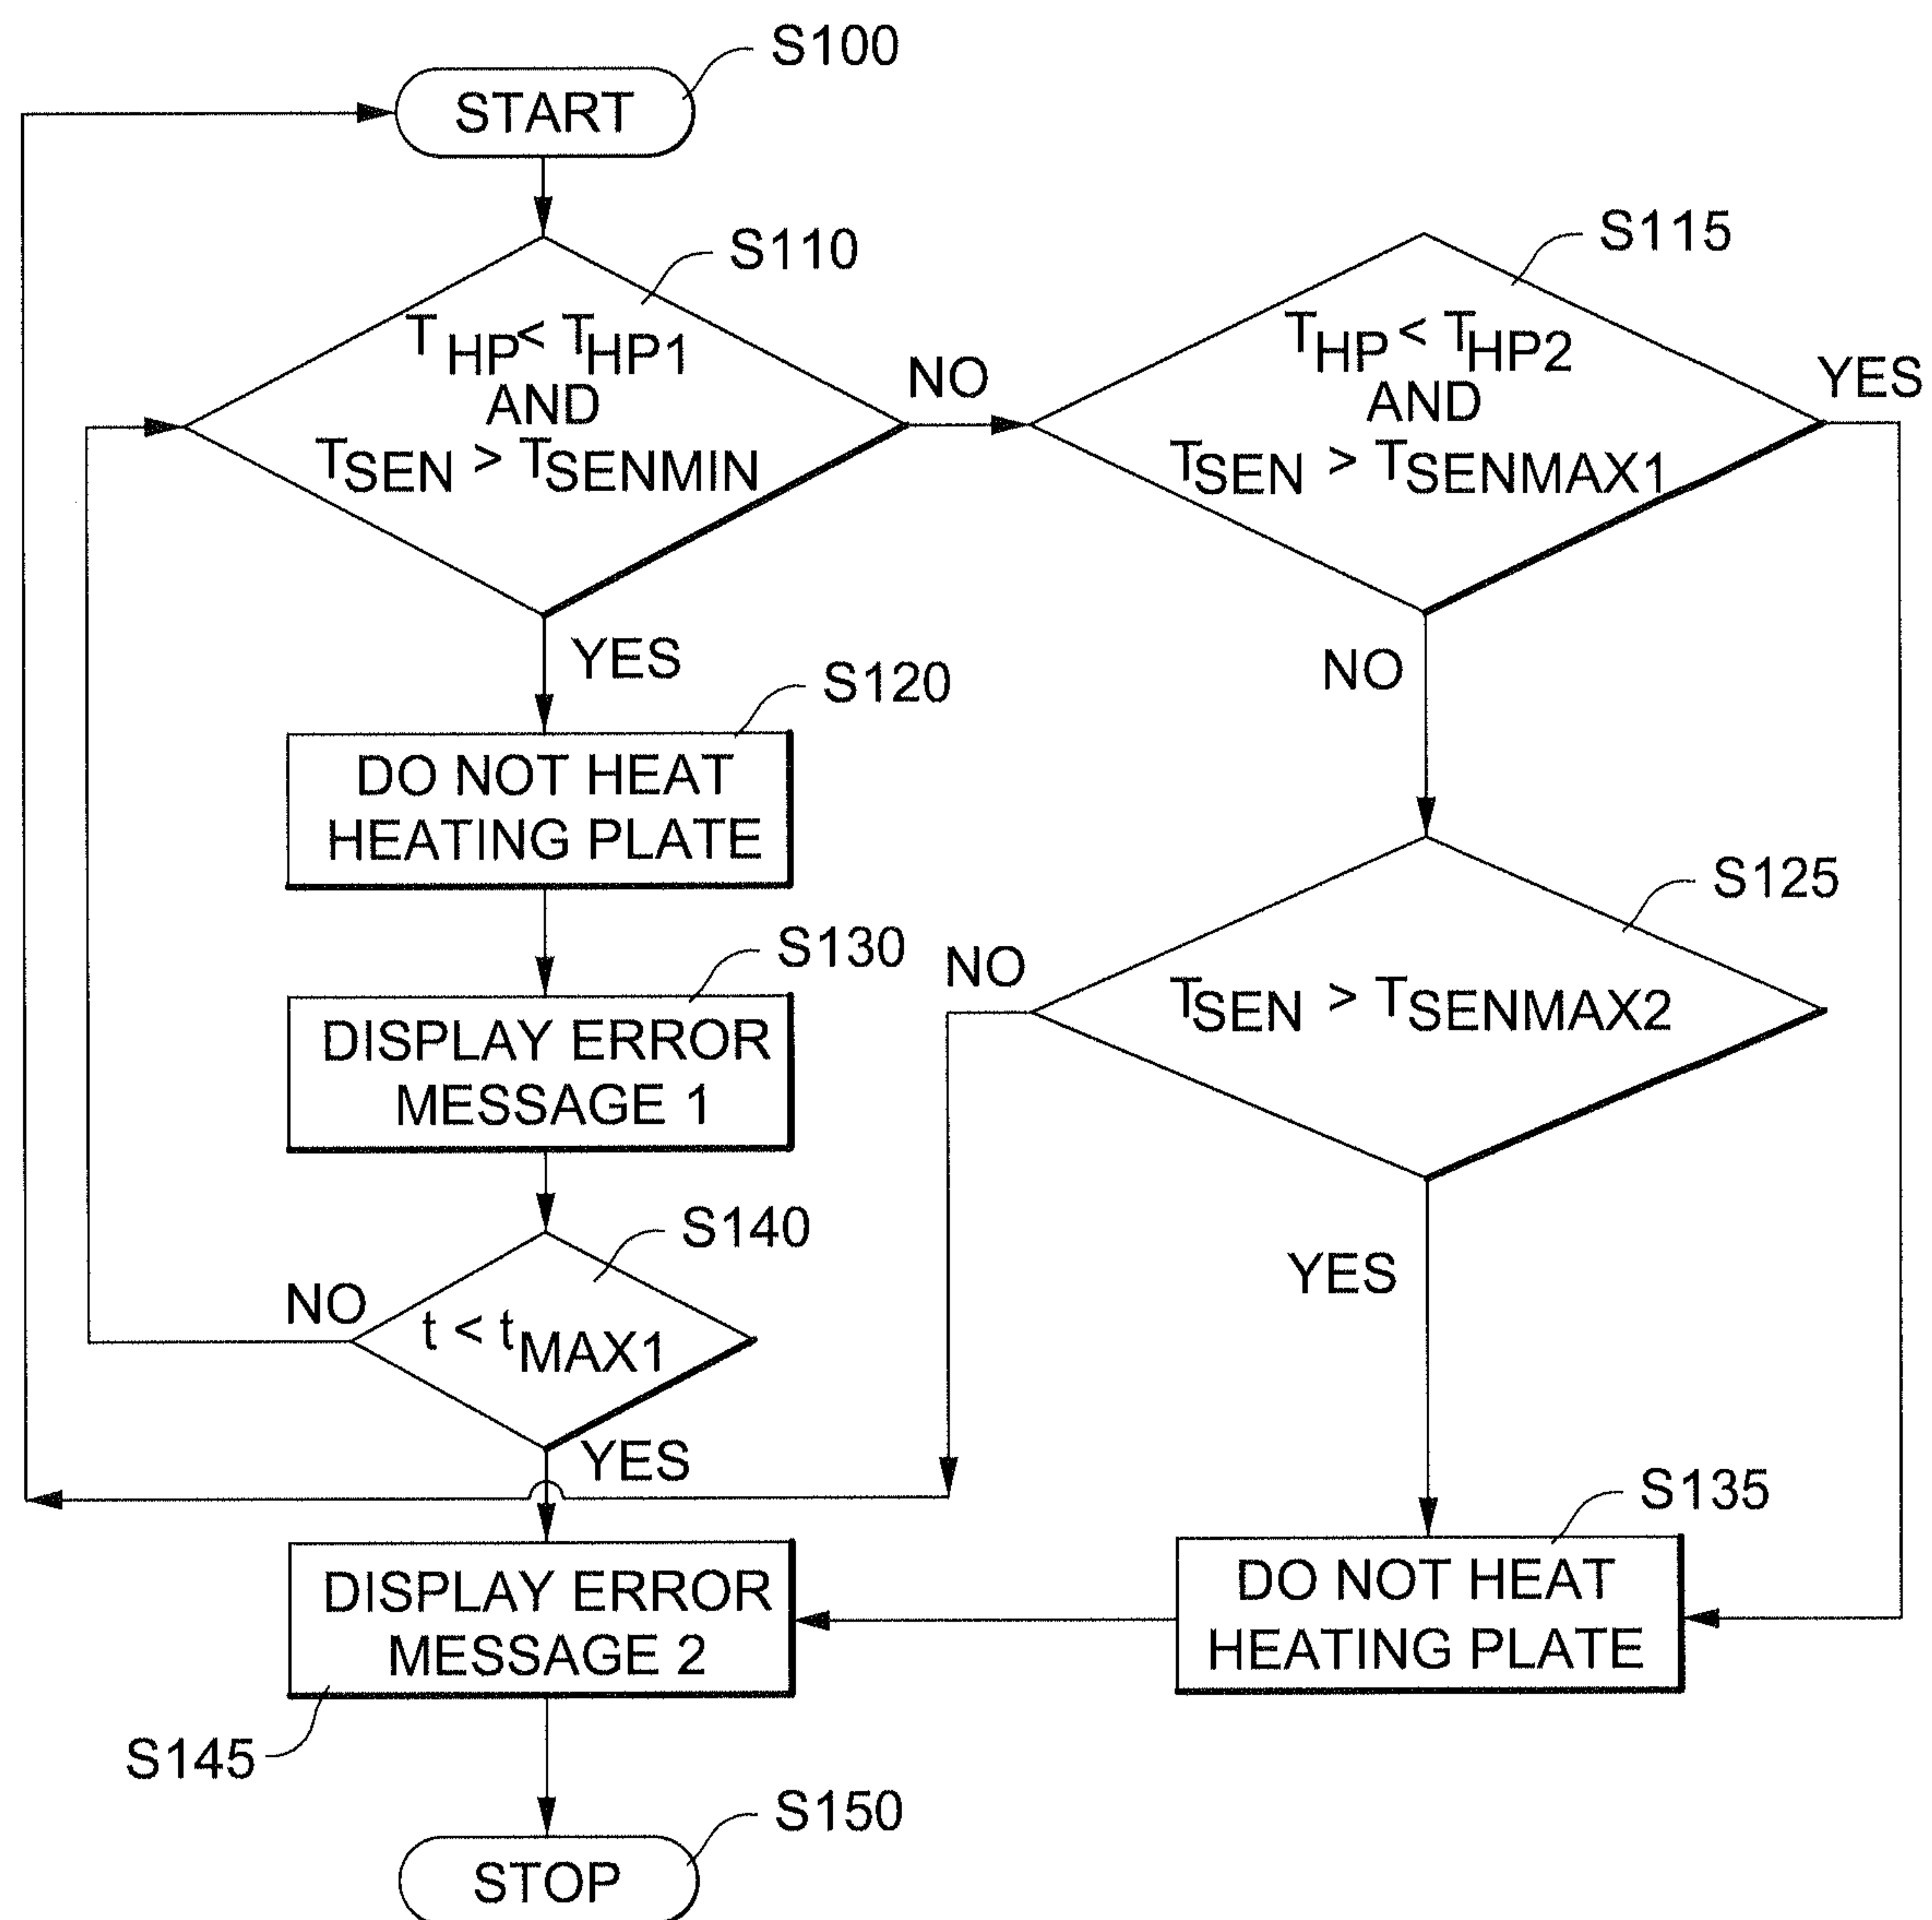 S100
START
S110
T HP < THP1
AND
TSEN > TSENMIN
NO
S115
THP < THP2
AND
TSEN > TSENMAX1
YES
YES
NO
S120
DO NOT HEAT
HEATING PLATE
S125
TSEN > TSENMAX2
NO
YES
S130
DISPLAY ERROR
MESSAGE 1
S140
t < tMAX1
NO
YES
S135
DO NOT HEAT
HEATING PLATE
DISPLAY ERROR
MESSAGE 2
S145
S150
STOP